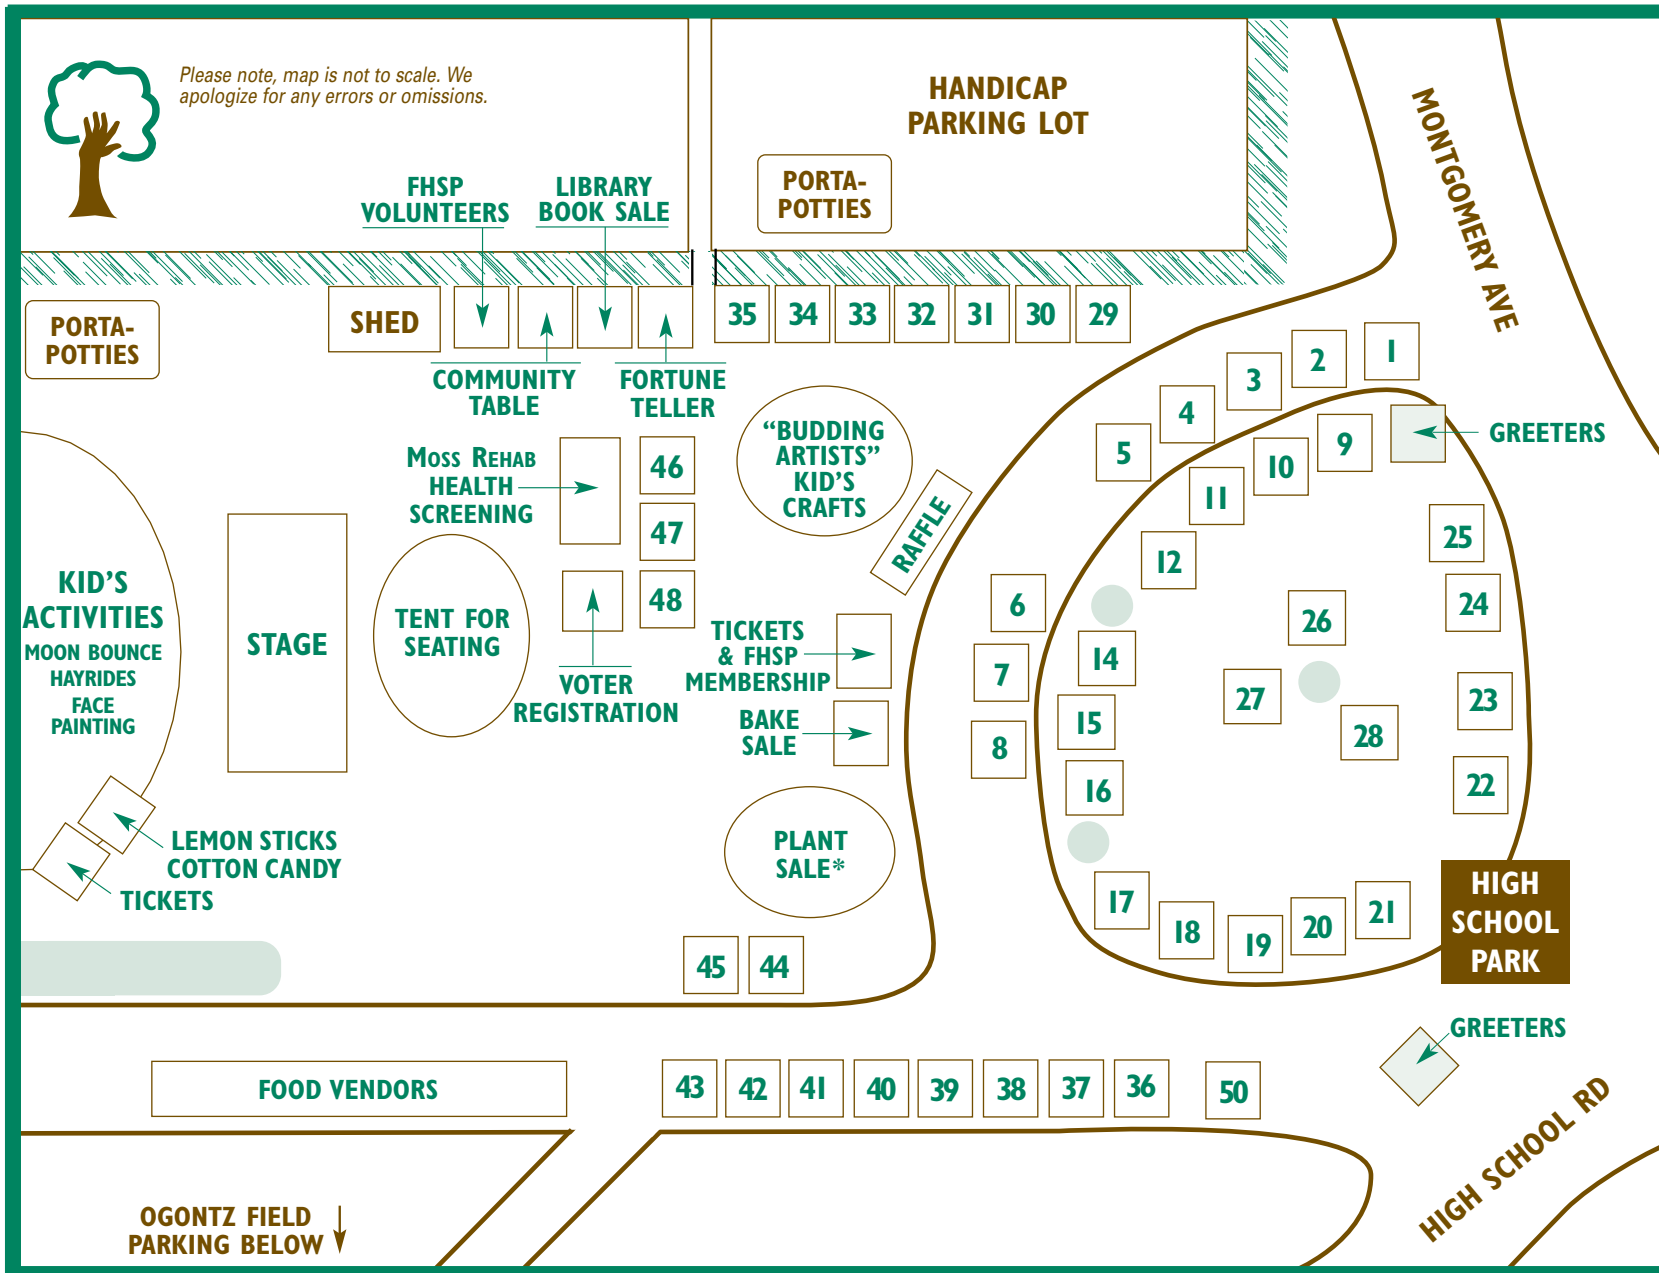 Please note, map is not to scale. We
apologize for any errors or omissions.
HANDICAP
PARKING LOT
PORTA-
POTTIES
MONTGOMERY AVE
FHSP
VOLUNTEERS
LIBRARY
BOOK SALE
PORTA-
POTTIES
SHED
35
34
33
32
31
30
29
COMMUNITY
TABLE
FORTUNE
TELLER
1
2
3
4
5
GREETERS
9
10
11
12
"BUDDING
ARTISTS"
KID'S
CRAFTS
RAFFLE
MOSS REHAB
HEALTH
SCREENING
46
47
48
KID'S
ACTIVITIES
MOON BOUNCE
HAYRIDES
FACE
PAINTING
STAGE
TENT FOR
SEATING
VOTER
REGISTRATION
TICKETS
& FHSP
MEMBERSHIP
BAKE
SALE
6
7
8
14
15
16
25
24
26
27
28
23
22
LEMON STICKS
COTTON CANDY
TICKETS
PLANT
SALE*
17
18
19
20
21
HIGH
SCHOOL
PARK
45
44
GREETERS
FOOD VENDORS
43
42
41
40
39
38
37
36
50
HIGH SCHOOL RD
OGONTZ FIELD
PARKING BELOW